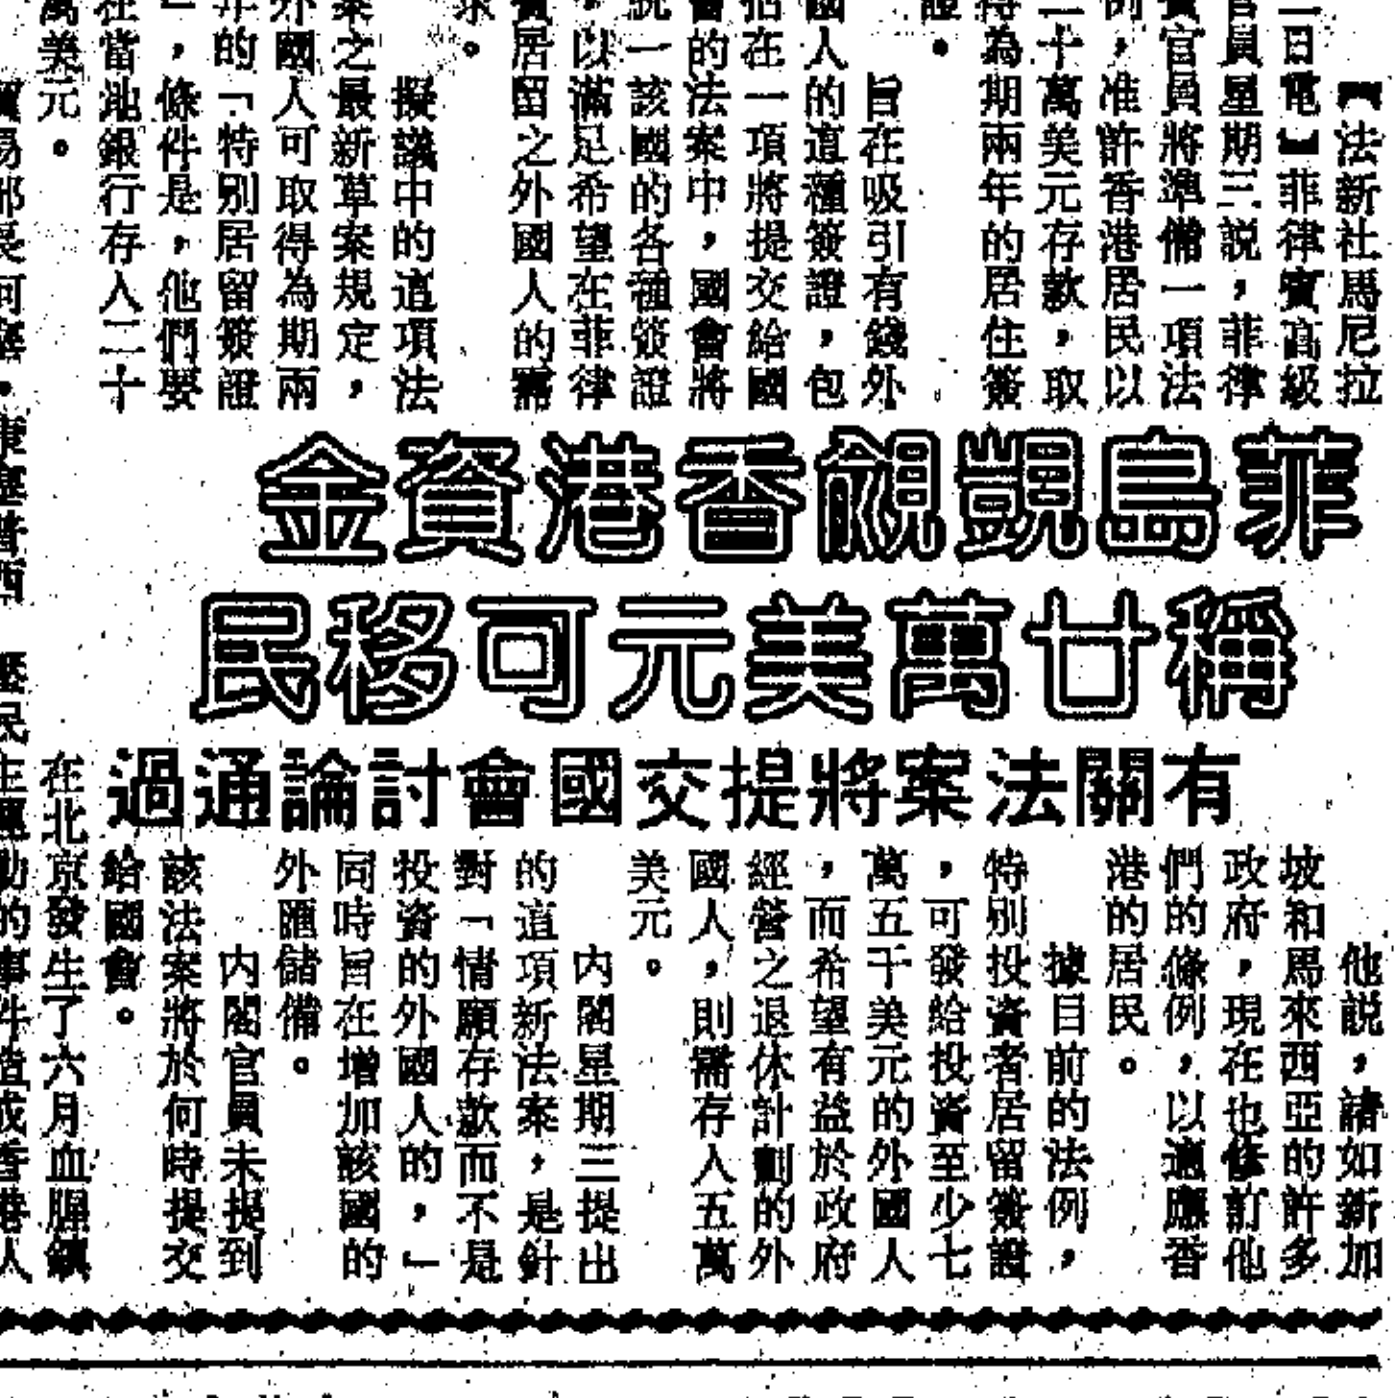 菲島覬覦香港資金
稱廿萬美元可移民
有關法案將提交國會討論通過
【法新社馬尼拉
二日電】菲律賓高級
官員星期三説，菲律
賓官員將準備一項法
例，准許香港居民以
二十萬美元存款，取
得為期兩年的居住簽
證。
旨在吸引有錢外
國人的這種簽證，包
括在一項將提交給國
會的法案中，國會將
統一該國的各種簽證
，以滿足希望在菲律
賓居留之外國人的需
求。
擬議中的這項法
案之最新草案規定，
外國人可取得為期兩
年的「特別居留簽證
」，條件是，他們要
在當地銀行存入二十
萬美元。
他説，諸如新加
坡和馬來西亞的許多
政府，現在也修訂他
們的條例，以適應香
港的居民。
據目前的法例，
特別投資者居留簽證
，可發給投資至少七
萬五千美元的外國人
，而希望有益於政府
經營之退休計劃的外
國人，則需存入五萬
美元。
內閣星期三提出
的這項新法案，是針
對「情願存款而不是
投資的外國人的，」
同時旨在增加該國的
外匯儲備。
內閣官員未提到
該法案將於何時提交
給國會。
在北京發生了六月血腥鎮
壓民主運動的事件造成香港人